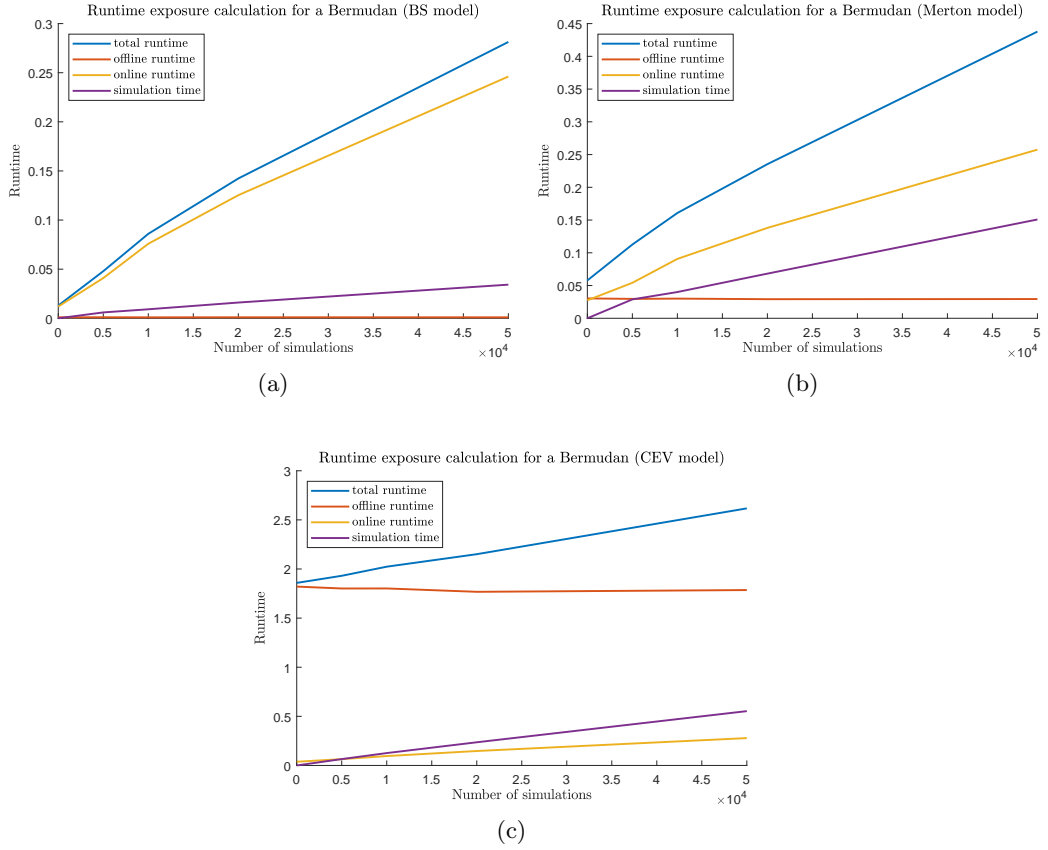 Runtime exposure calculation for a Bermudan (BS model)
0.3
0.25
0.2
0.15
0.1
0.05
0
Runtime
total runtime
offline runtime
online runtime
simulation time
0 0.5 1 1.5 2 2.5 3 3.5 4 4.5 5
Number of simulations
×10⁴
(a)
Runtime exposure calculation for a Bermudan (Merton model)
0.45
0.4
0.35
0.3
0.25
0.2
0.15
0.1
0.05
0
Runtime
total runtime
offline runtime
online runtime
simulation time
0 0.5 1 1.5 2 2.5 3 3.5 4 4.5 5
Number of simulations
×10⁴
(b)
Runtime exposure calculation for a Bermudan (CEV model)
3
2.5
2
1.5
1
0.5
0
Runtime
total runtime
offline runtime
online runtime
simulation time
0 0.5 1 1.5 2 2.5 3 3.5 4 4.5 5
Number of simulations
×10⁴
(c)